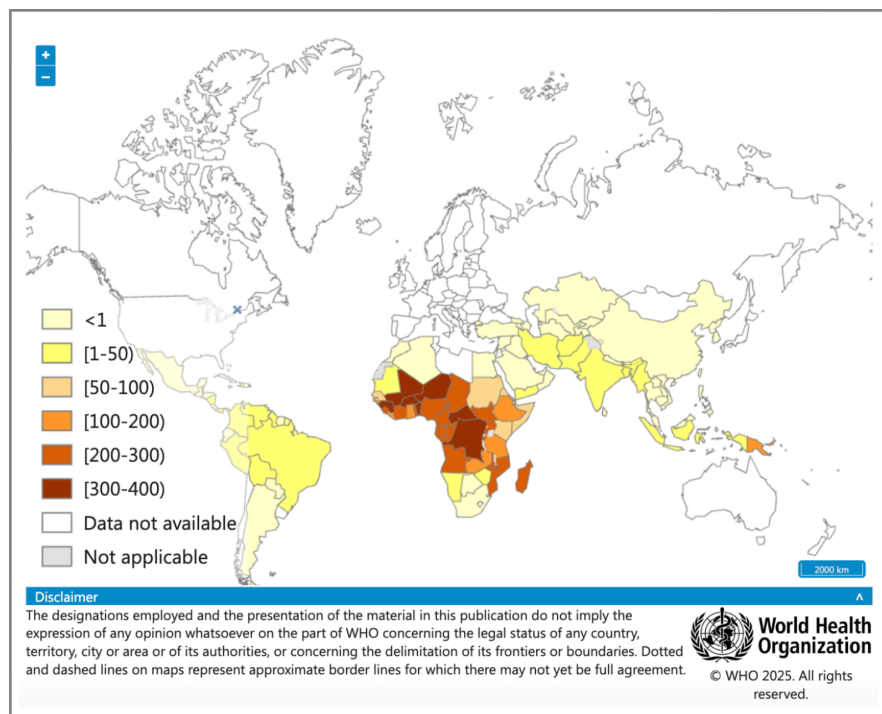 +
−
<1
[1-50)
[50-100)
[100-200)
[200-300)
[300-400)
Data not available
Not applicable
2000 km
Disclaimer
The designations employed and the presentation of the material in this publication do not imply the
expression of any opinion whatsoever on the part of WHO concerning the legal status of any country,
territory, city or area or of its authorities, or concerning the delimitation of its frontiers or boundaries. Dotted
and dashed lines on maps represent approximate border lines for which there may not yet be full agreement.
World Health
Organization
© WHO 2025. All rights
reserved.